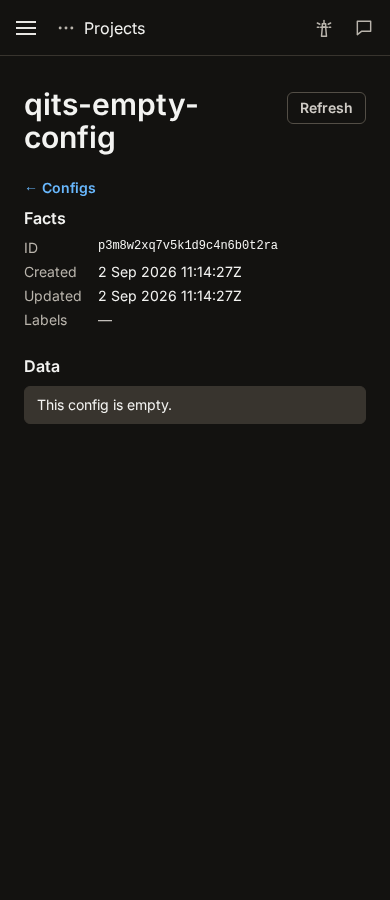 Projects
qits-empty-
config
Refresh
← Configs
Facts
ID p3m8w2xq7v5k1d9c4n6b0t2ra
Created 2 Sep 2026 11:14:27Z
Updated 2 Sep 2026 11:14:27Z
Labels —
Data
This config is empty.